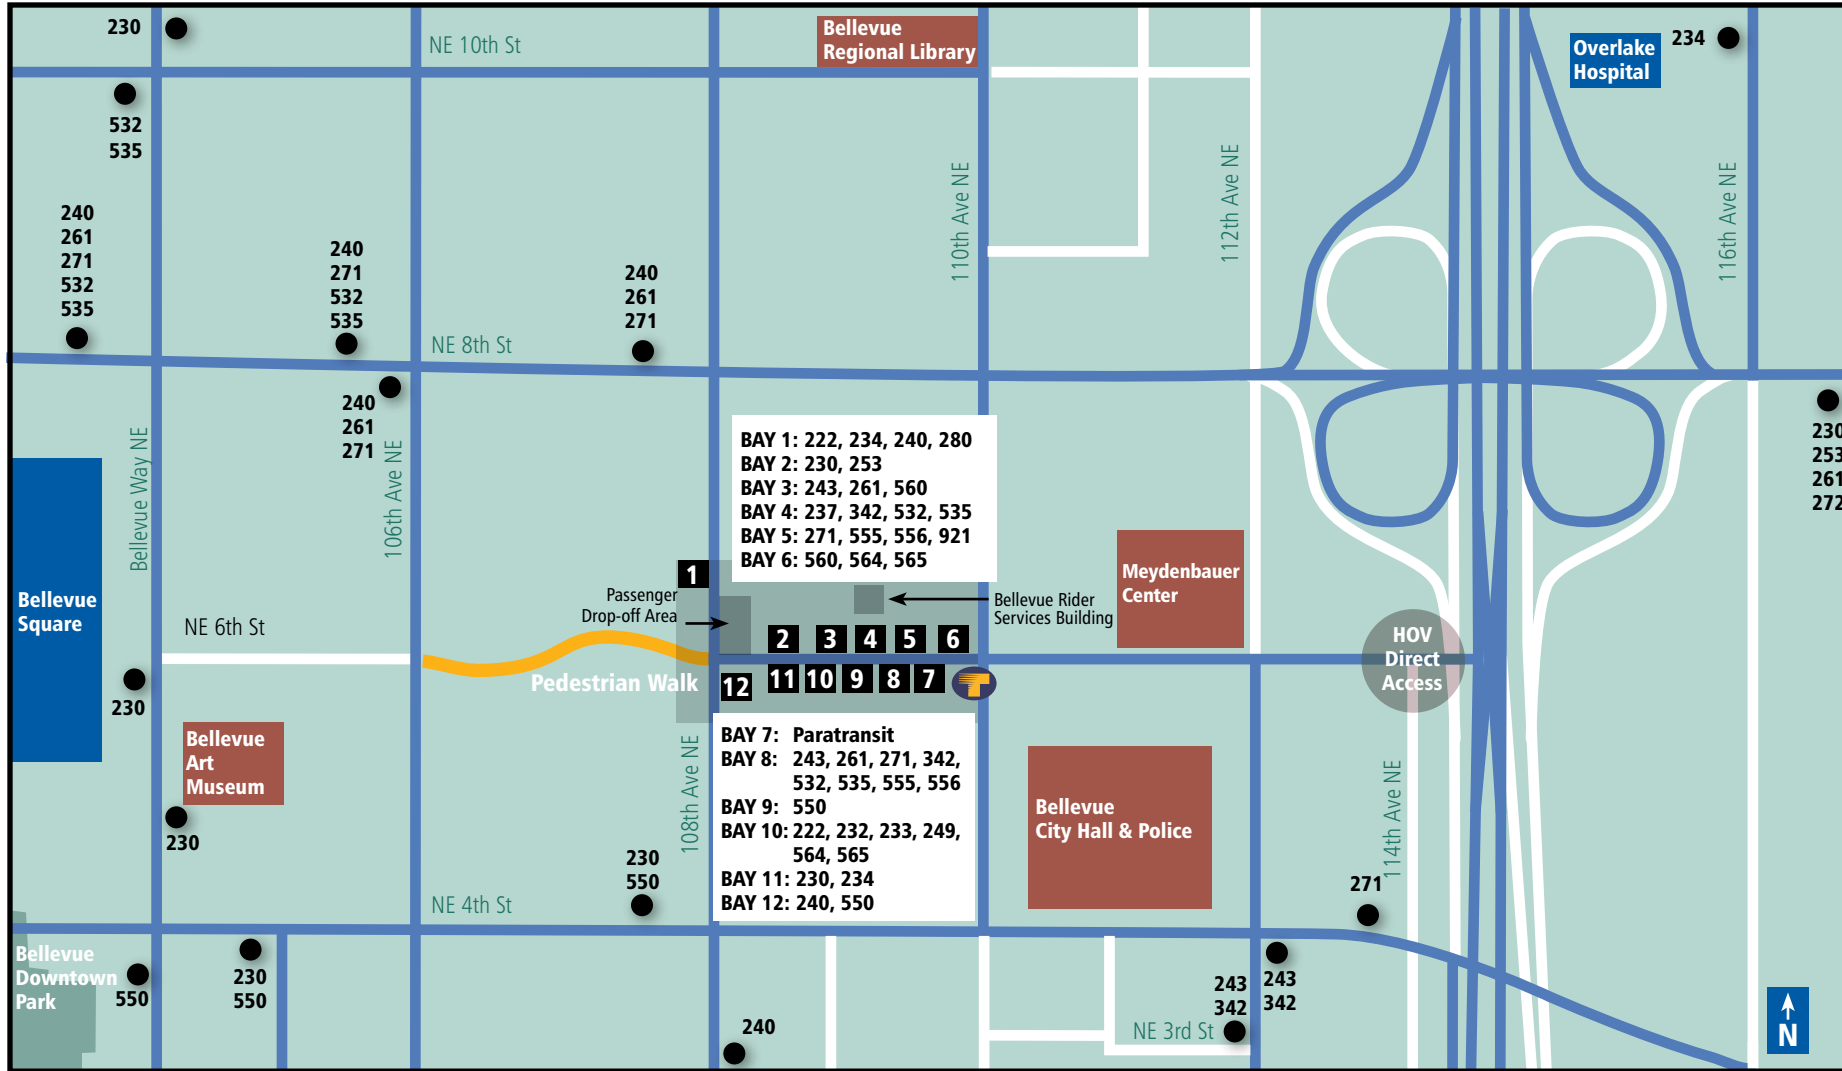 230
NE 10th St
Bellevue
Regional Library
Overlake
Hospital
234
532
535
110th Ave NE
112th Ave NE
116th Ave NE
240
261
271
532
535
240
271
532
535
240
261
271
NE 8th St
240
261
271
Bellevue Way NE
106th Ave NE
230
253
261
272
BAY 1: 222, 234, 240, 280
BAY 2: 230, 253
BAY 3: 243, 261, 560
BAY 4: 237, 342, 532, 535
BAY 5: 271, 555, 556, 921
BAY 6: 560, 564, 565
Meydenbauer
Center
Bellevue
Square
NE 6th St
1
Passenger
Drop-off Area
Bellevue Rider
Services Building
2
3
4
5
6
HOV
Direct
Access
Pedestrian Walk
12
11
10
9
8
7
T
230
Bellevue
Art
Museum
230
108th Ave NE
BAY 7: Paratransit
BAY 8: 243, 261, 271, 342,
532, 535, 555, 556
BAY 9: 550
BAY 10: 222, 232, 233, 249,
564, 565
BAY 11: 230, 234
BAY 12: 240, 550
Bellevue
City Hall & Police
114th Ave NE
230
550
NE 4th St
271
Bellevue
Downtown
Park
550
230
550
240
243
342
243
342
NE 3rd St
N